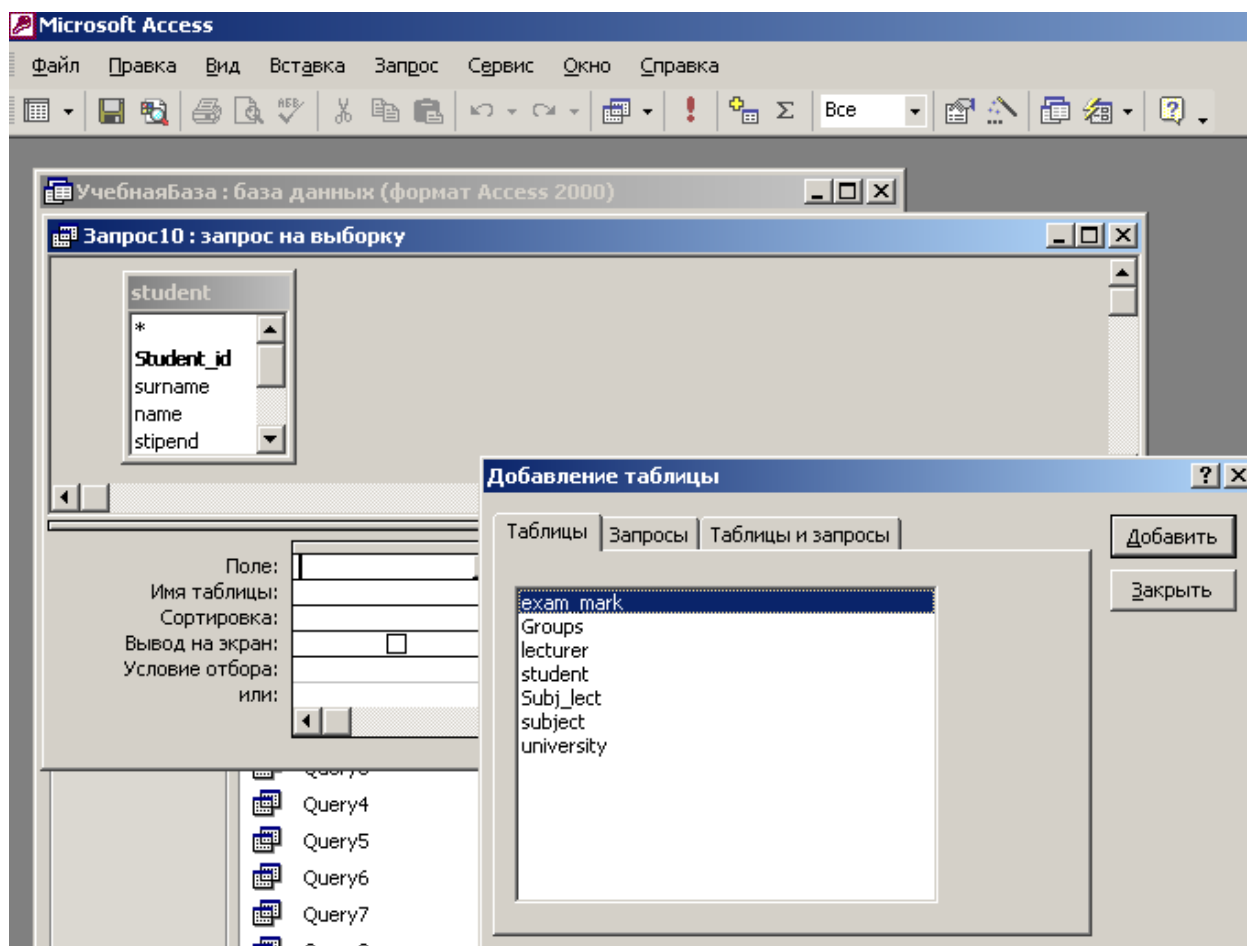 Microsoft Access
Файл Правка Вид Вставка Запрос Сервис Окно Справка
Все
УчебнаяБаза : база данных (формат Access 2000)
Запрос10 : запрос на выборку
student
*
Student_id
surname
name
stipend
Добавление таблицы
Таблицы Запросы Таблицы и запросы
Добавить
Закрыть
exam_mark
Groups
lecturer
student
Subj_lect
subject
university
Поле:
Имя таблицы:
Сортировка:
Вывод на экран:
Условие отбора:
или:
Query4
Query5
Query6
Query7